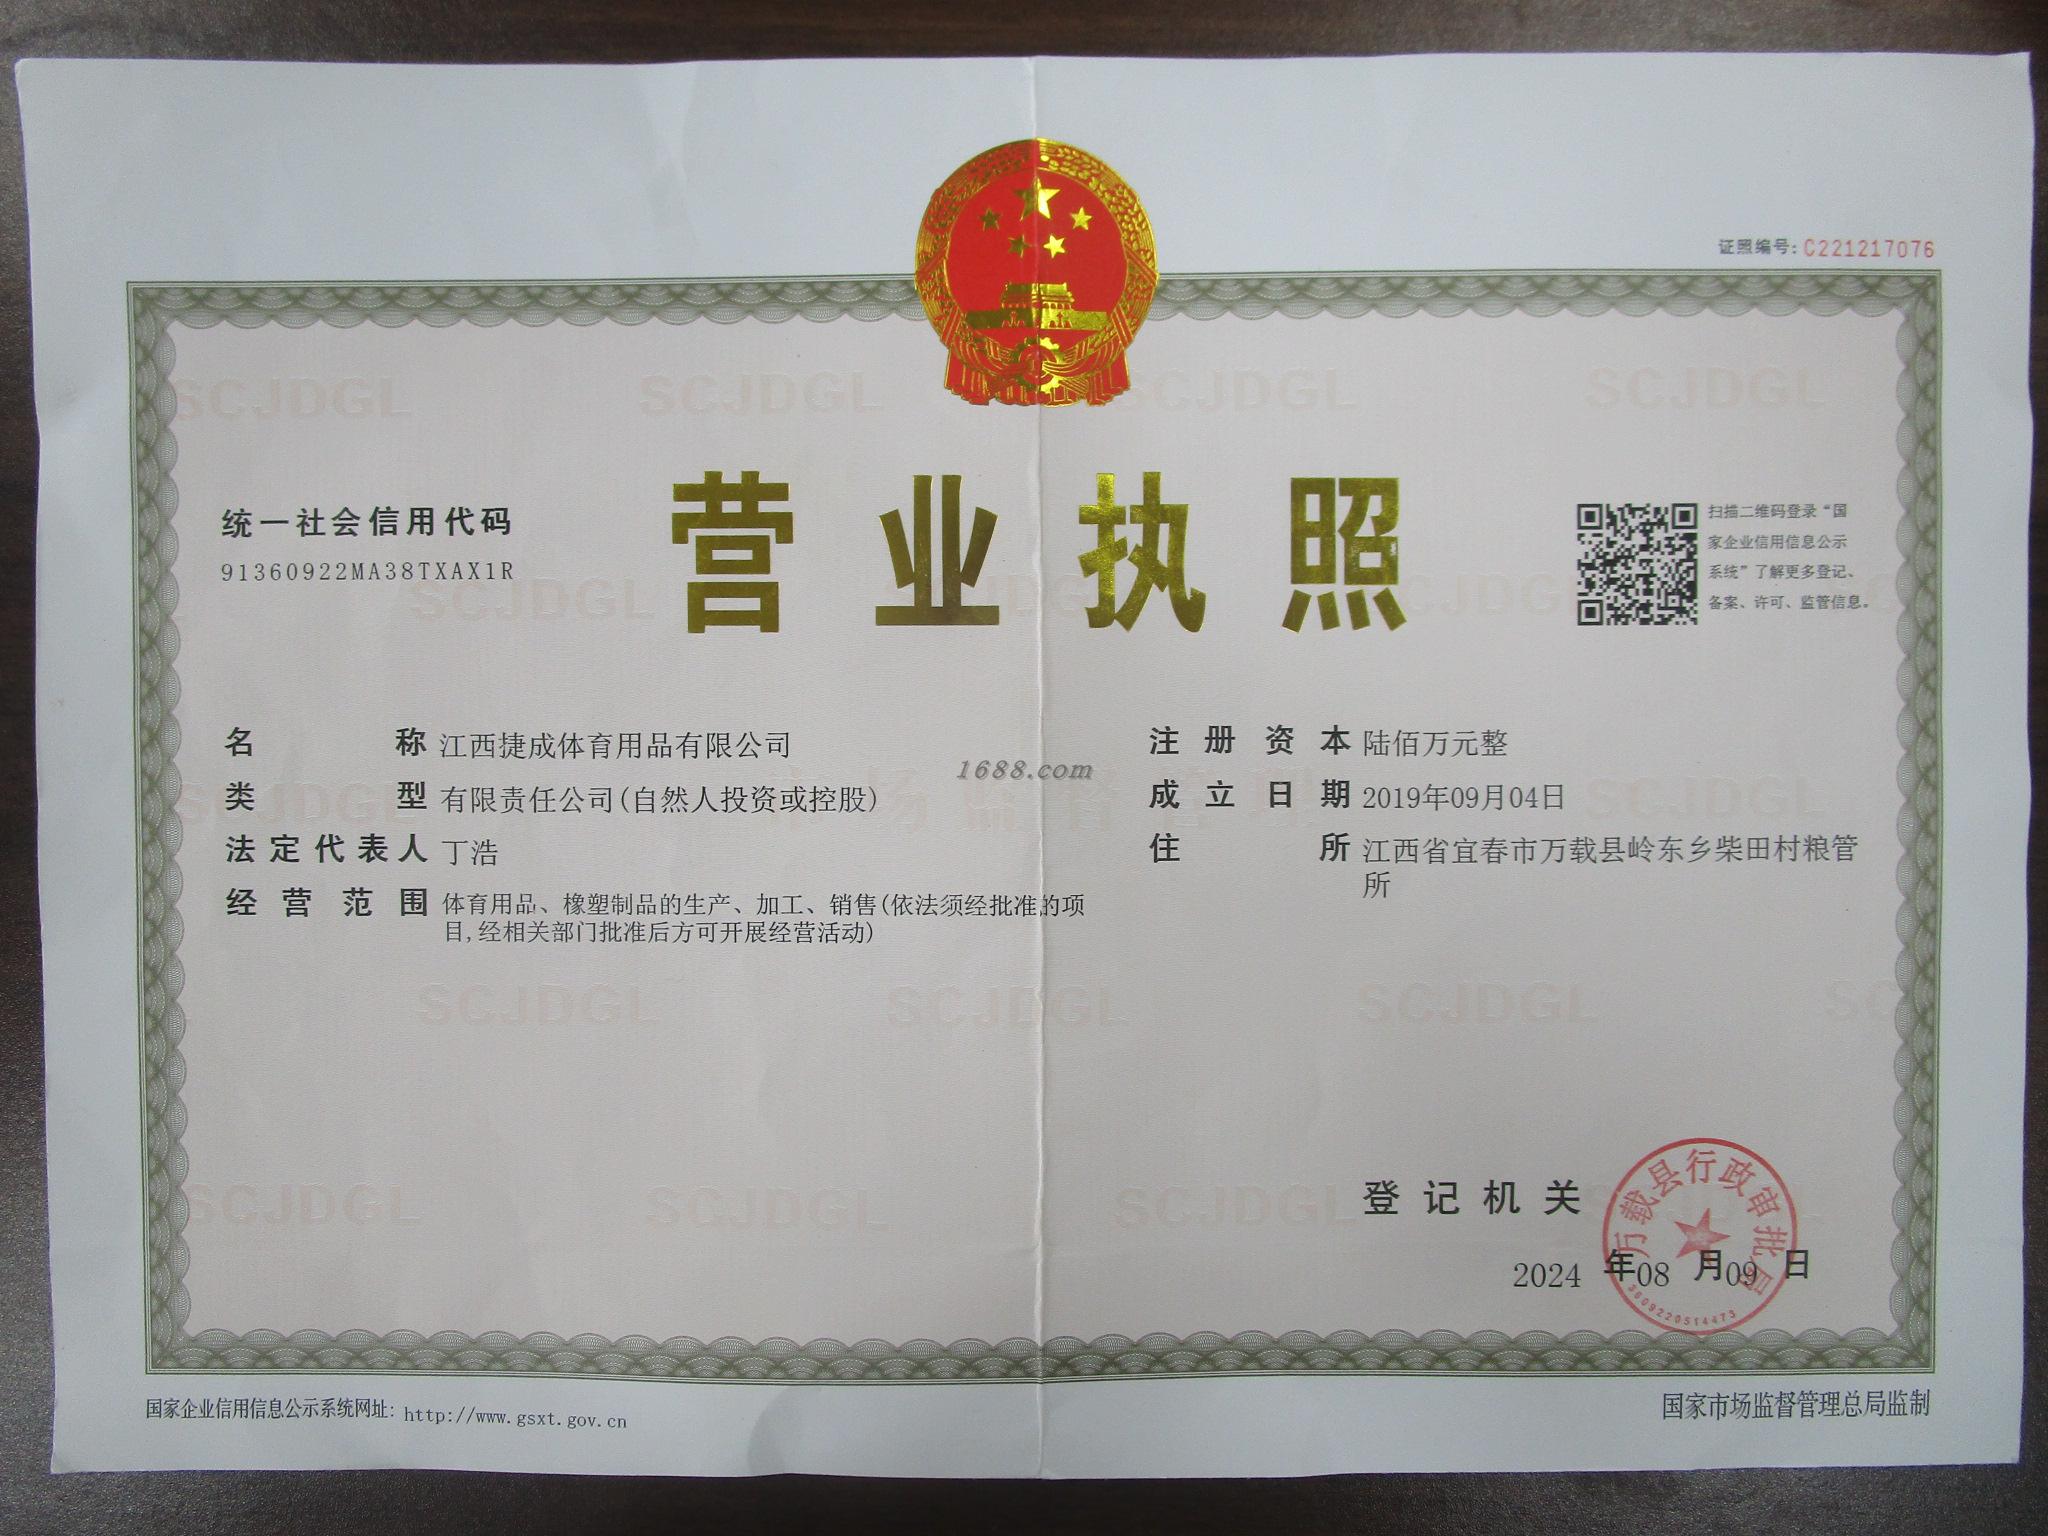 证照编号:C221217076
统一社会信用代码
91360922MA38TXAX1R
营业执照
扫描二维码登录“国
家企业信用信息公示
系统”了解更多登记、
备案、许可、监管信息。
名称 江西捷成体育用品有限公司
类型 有限责任公司(自然人投资或控股)
法定代表人 丁浩
经营范围 体育用品、橡塑制品的生产、加工、销售(依法须经批准的项
目,经相关部门批准后方可开展经营活动)
1688.com
注册资本 陆佰万元整
成立日期 2019年09月04日
住所 江西省宜春市万载县岭东乡柴田村粮管
所
SCJDGL SCJDGL SCJDGL SCJDGL
登记机关
万载县行政审批局
3609220514473
2024 年08 月09 日
国家企业信用信息公示系统网址: http://www.gsxt.gov.cn
国家市场监督管理总局监制